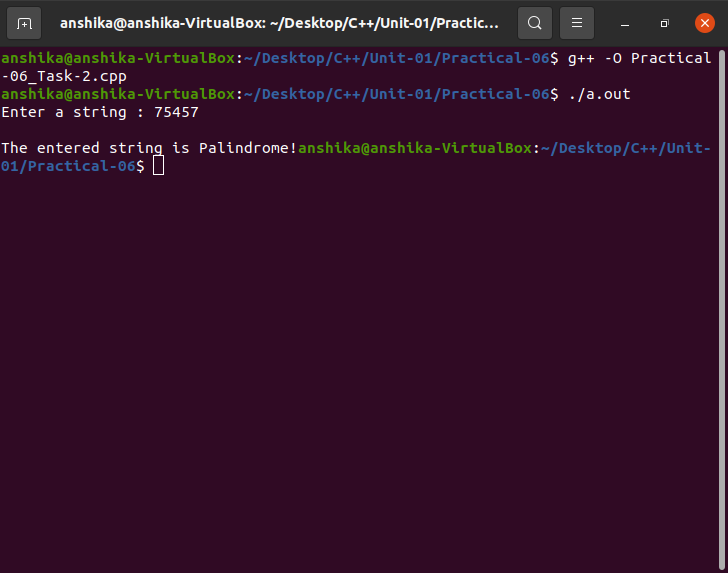 anshika@anshika-VirtualBox: ~/Desktop/C++/Unit-01/Practic...
anshika@anshika-VirtualBox:~/Desktop/C++/Unit-01/Practical-06$ g++ -O Practical
-06_Task-2.cpp
anshika@anshika-VirtualBox:~/Desktop/C++/Unit-01/Practical-06$ ./a.out
Enter a string : 75457
The entered string is Palindrome!anshika@anshika-VirtualBox:~/Desktop/C++/Unit-
01/Practical-06$